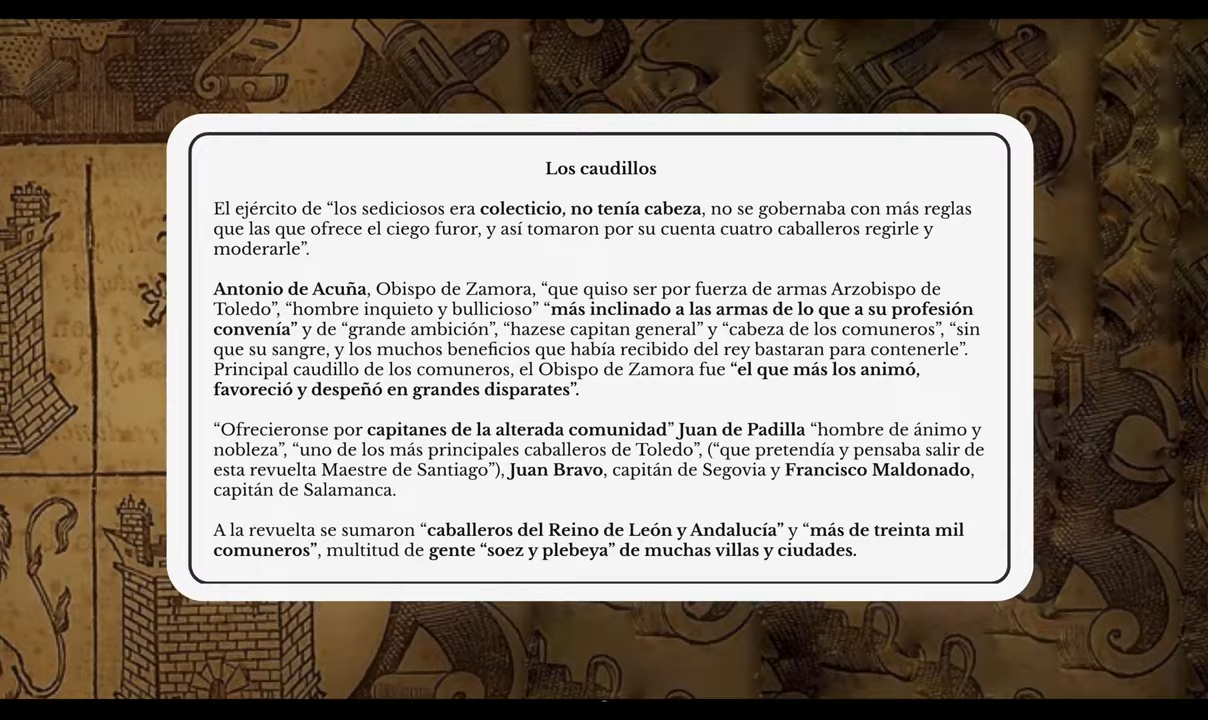 Los caudillos
El ejército de “los sediciosos era colecticio, no tenía cabeza, no se gobernaba con más reglas
que las que ofrece el ciego furor, y así tomaron por su cuenta cuatro caballeros regirle y
moderarle”.
Antonio de Acuña, Obispo de Zamora, “que quiso ser por fuerza de armas Arzobispo de
Toledo”, “hombre inquieto y bullicioso” “más inclinado a las armas de lo que a su profesión
convenía” y de “grande ambición”, “hazese capitan general” y “cabeza de los comuneros”, “sin
que su sangre, y los muchos beneficios que había recibido del rey bastaran para contenerle”.
Principal caudillo de los comuneros, el Obispo de Zamora fue “el que más los animó,
favoreció y despeñó en grandes disparates”.
“Ofrecieronse por capitanes de la alterada comunidad” Juan de Padilla “hombre de ánimo y
nobleza”, “uno de los más principales caballeros de Toledo”, (“que pretendía y pensaba salir de
esta revuelta Maestre de Santiago”), Juan Bravo, capitán de Segovia y Francisco Maldonado,
capitán de Salamanca.
A la revuelta se sumaron “caballeros del Reino de León y Andalucía” y “más de treinta mil
comuneros”, multitud de gente “soez y plebeya” de muchas villas y ciudades.